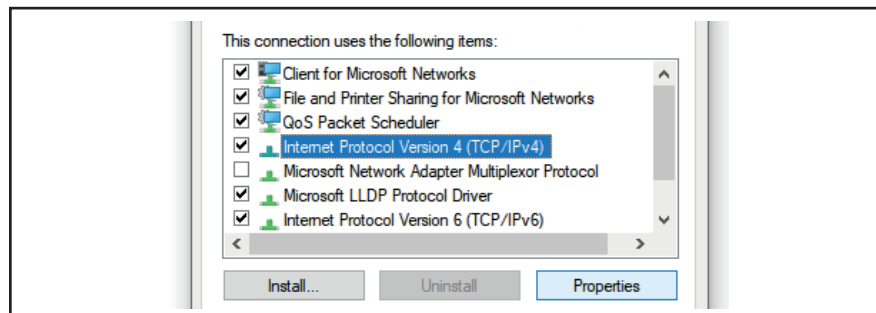 This connection uses the following items:
Client for Microsoft Networks
File and Printer Sharing for Microsoft Networks
QoS Packet Scheduler
Internet Protocol Version 4 (TCP/IPv4)
Microsoft Network Adapter Multiplexor Protocol
Microsoft LLDP Protocol Driver
Internet Protocol Version 6 (TCP/IPv6)
Install... Uninstall Properties